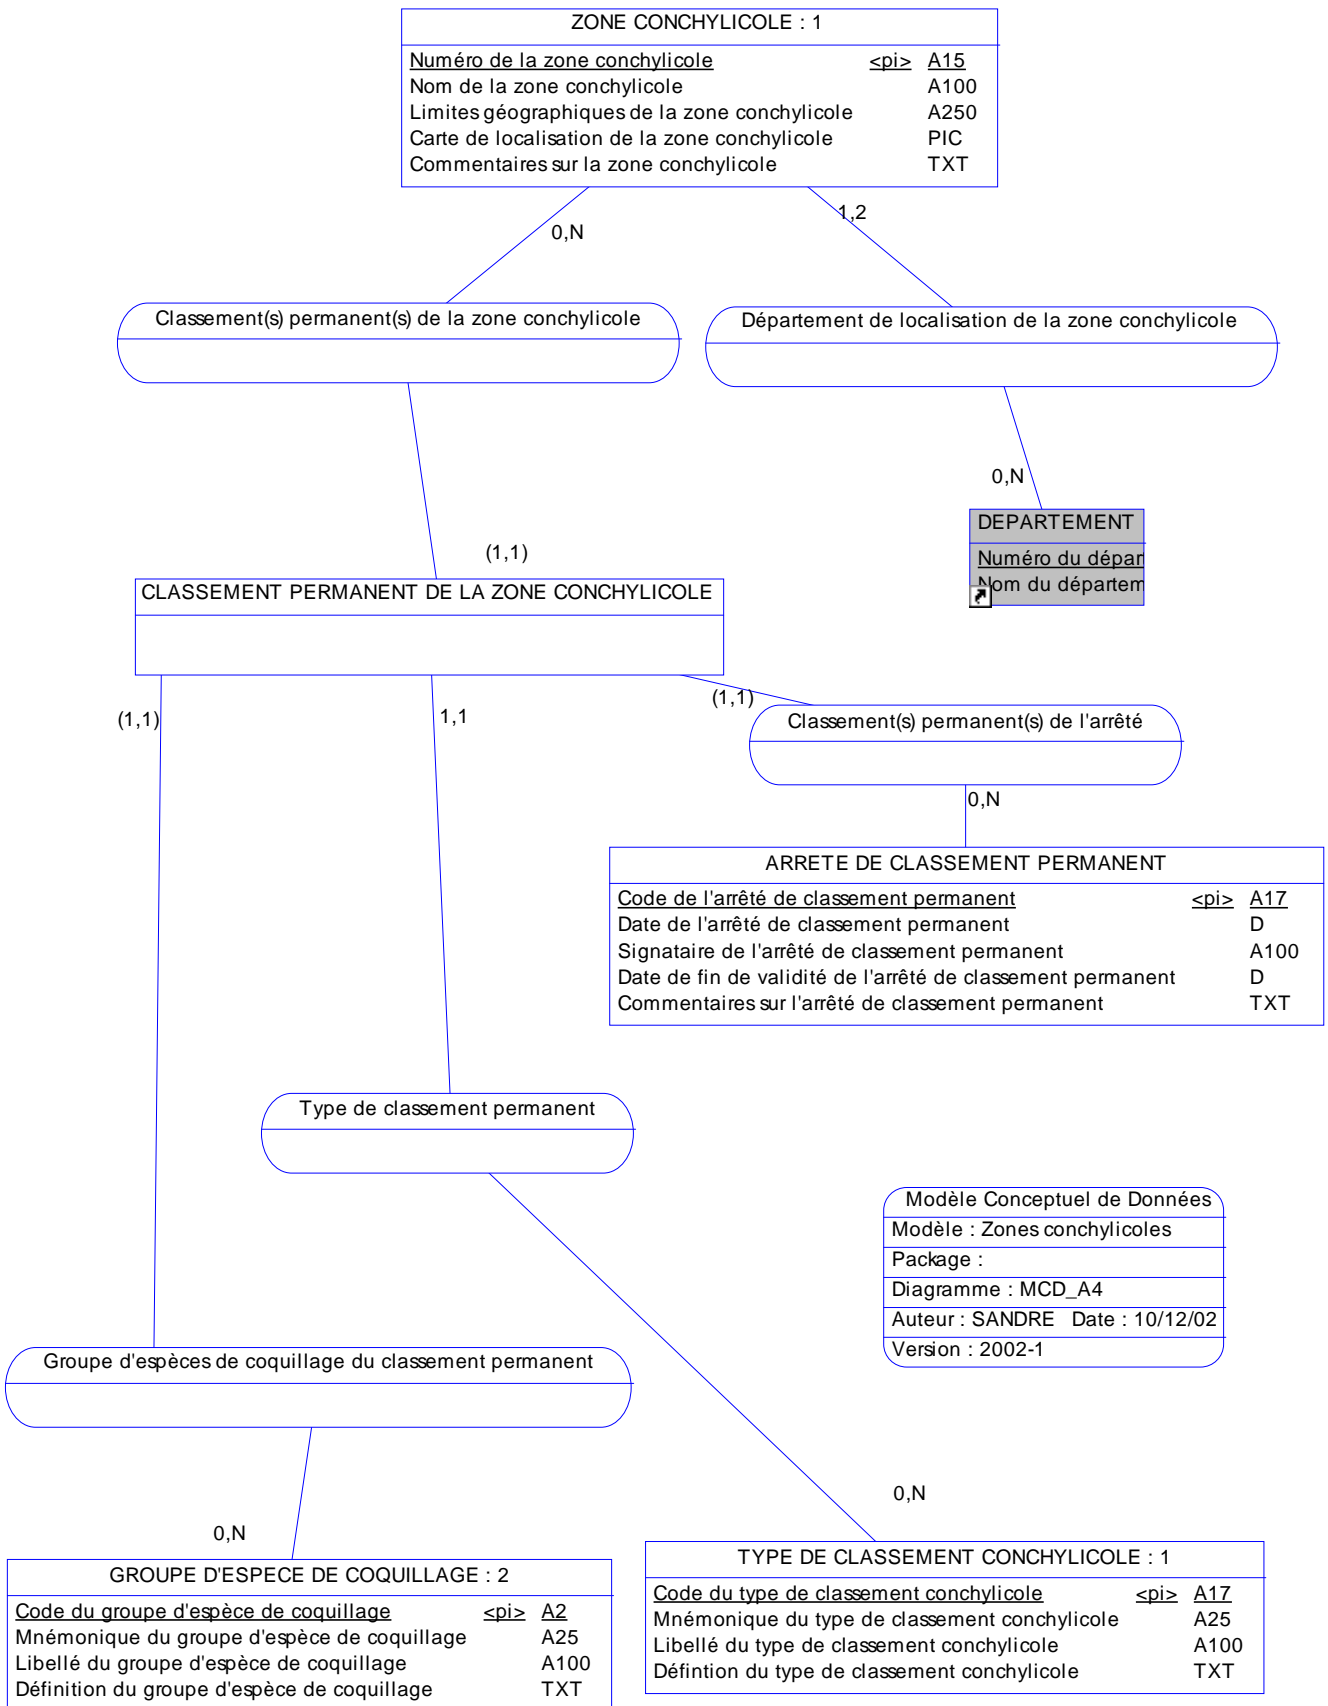 ZONE CONCHYLICOLE : 1
Numéro de la zone conchylicole <pi> A15
Nom de la zone conchylicole A100
Limites géographiques de la zone conchylicole A250
Carte de localisation de la zone conchylicole PIC
Commentaires sur la zone conchylicole TXT
0,N
1,2
Classement(s) permanent(s) de la zone conchylicole
Département de localisation de la zone conchylicole
0,N
(1,1)
DEPARTEMENT
Numéro du dépar
Nom du départem
CLASSEMENT PERMANENT DE LA ZONE CONCHYLICOLE
(1,1)
1,1
(1,1)
Classement(s) permanent(s) de l'arrêté
0,N
ARRETE DE CLASSEMENT PERMANENT
Code de l'arrêté de classement permanent <pi> A17
Date de l'arrêté de classement permanent D
Signataire de l'arrêté de classement permanent A100
Date de fin de validité de l'arrêté de classement permanent D
Commentaires sur l'arrêté de classement permanent TXT
Type de classement permanent
Modèle Conceptuel de Données
Modèle : Zones conchylicoles
Package :
Diagramme : MCD_A4
Auteur : SANDRE Date : 10/12/02
Version : 2002-1
Groupe d'espèces de coquillage du classement permanent
0,N
0,N
GROUPE D'ESPECE DE COQUILLAGE : 2
Code du groupe d'espèce de coquillage <pi> A2
Mnémonique du groupe d'espèce de coquillage A25
Libellé du groupe d'espèce de coquillage A100
Définition du groupe d'espèce de coquillage TXT
TYPE DE CLASSEMENT CONCHYLICOLE : 1
Code du type de classement conchylicole <pi> A17
Mnémonique du type de classement conchylicole A25
Libellé du type de classement conchylicole A100
Défintion du type de classement conchylicole TXT